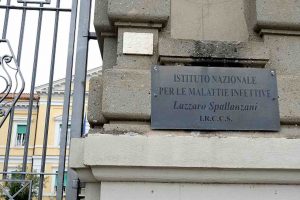 ISTITUTO NAZIONALE
PER LE MALATTIE INFETTIVE
Lazzaro Spallanzani
I.R.C.C.S.